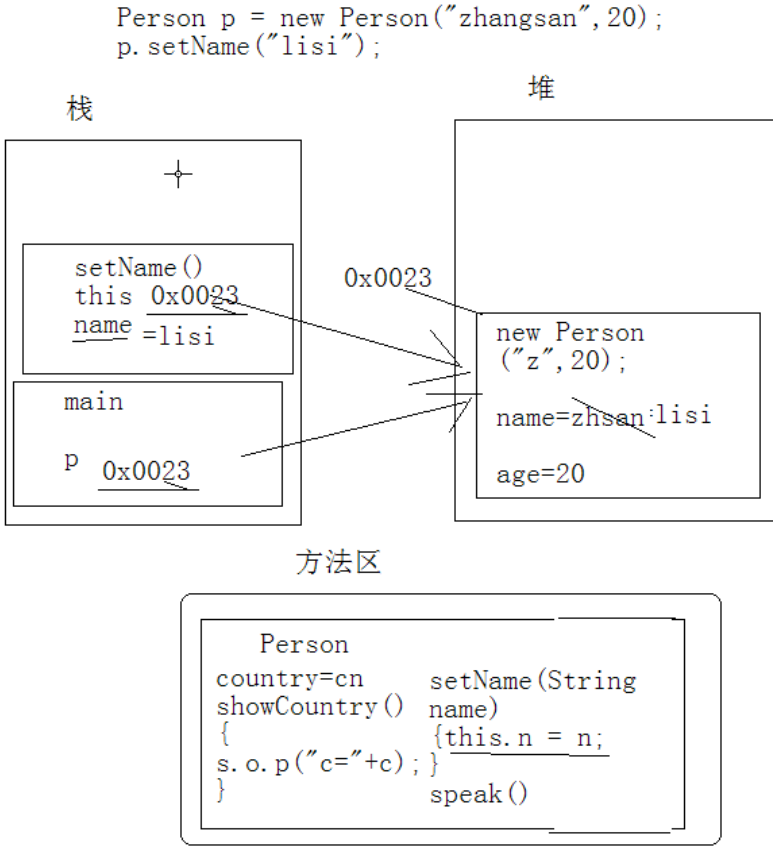 Person p = new Person("zhangsan",20);
p.setName("lisi");
栈
堆
setName()
this 0x0023
name =lisi
main
p 0x0023
0x0023
new Person
("z",20);
name=zhsan:lisi
age=20
方法区
Person
country=cn
showCountry()
{
s.o.p("c="+c);
}
setName(String
name)
{this.n = n;
}
speak()